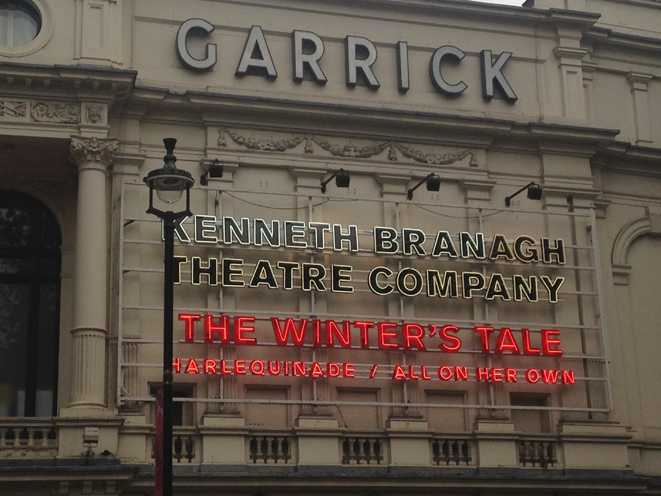 GARRICK
KENNETH BRANAGH
THEATRE COMPANY
THE WINTER'S TALE
HARLEQUINADE / ALL ON HER OWN